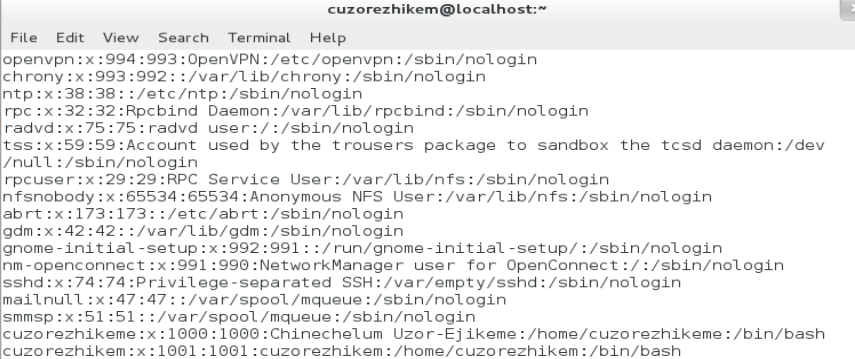 cuzorezhikem@localhost:~
File Edit View Search Terminal Help
openvpn:x:994:993:OpenVPN:/etc/openvpn:/sbin/nologin
chrony:x:993:992::/var/lib/chrony:/sbin/nologin
ntp:x:38:38::/etc/ntp:/sbin/nologin
rpc:x:32:32:Rpcbind Daemon:/var/lib/rpcbind:/sbin/nologin
radvd:x:75:75:radvd user:/:/sbin/nologin
tss:x:59:59:Account used by the trousers package to sandbox the tcsd daemon:/dev
/null:/sbin/nologin
rpcuser:x:29:29:RPC Service User:/var/lib/nfs:/sbin/nologin
nfsnobody:x:65534:65534:Anonymous NFS User:/var/lib/nfs:/sbin/nologin
abrt:x:173:173::/etc/abrt:/sbin/nologin
gdm:x:42:42::/var/lib/gdm:/sbin/nologin
gnome-initial-setup:x:992:991::/run/gnome-initial-setup/:/sbin/nologin
nm-openconnect:x:991:990:NetworkManager user for OpenConnect:/:/sbin/nologin
sshd:x:74:74:Privilege-separated SSH:/var/empty/sshd:/sbin/nologin
mailnull:x:47:47::/var/spool/mqueue:/sbin/nologin
smmsp:x:51:51::/var/spool/mqueue:/sbin/nologin
cuzorezhikeme:x:1000:1000:Chinechelum Uzor-Ejikeme:/home/cuzorezhikeme:/bin/bash
cuzorezhikem:x:1001:1001:cuzorezhikem:/home/cuzorezhikem:/bin/bash